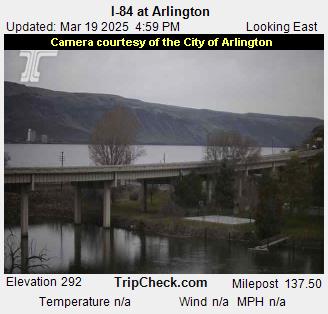 I-84 at Arlington
Updated: Mar 19 2025 4:59 PM Looking East
Camera courtesy of the City of Arlington
Elevation 292 TripCheck.com Milepost 137.50
Temperature n/a Wind n/a MPH n/a